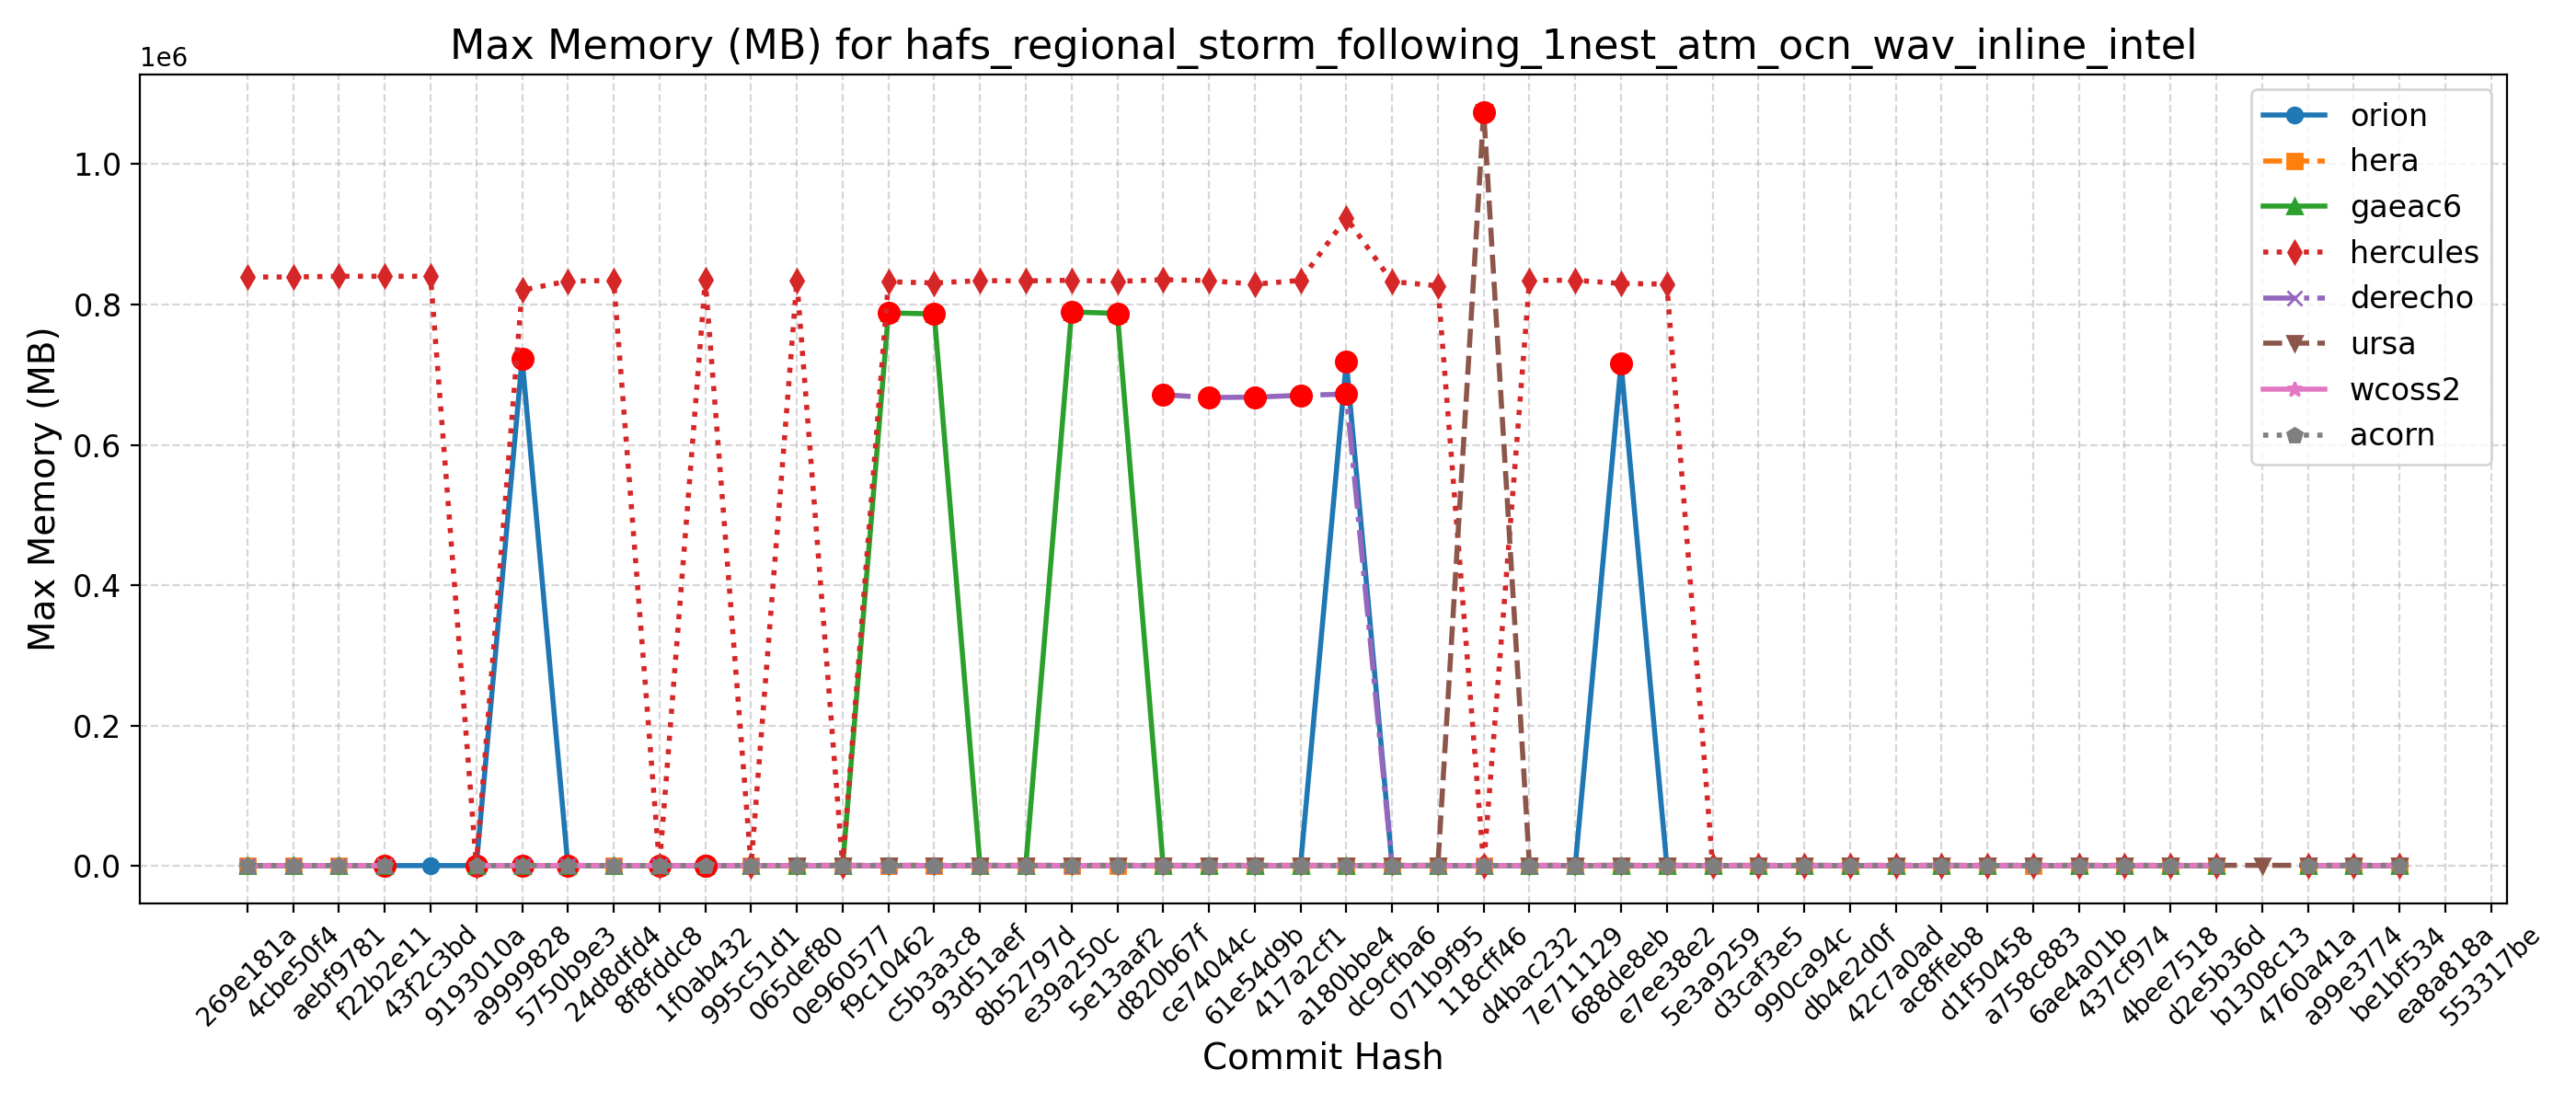 Max Memory (MB) for hafs_regional_storm_following_1nest_atm_ocn_wav_inline_intel
1e6
Max Memory (MB)
1.0
0.8
0.6
0.4
0.2
0.0
orion
hera
gaeac6
hercules
derecho
ursa
wcoss2
acorn
269e181a
4cbe50f4
aebf9781
f22b2e11
43f2c3bd
9193010a
a9999828
5750b9e3
24d8dfd4
8f8fddc8
1f0ab432
995c51d1
065def80
0e960577
f9c10462
c5b3a3c8
93d51aef
8b52797d
e39a250c
5e13aaf2
d820b67f
ce74044c
61e54d9b
417a2cf1
a180bbe4
dc9cfba6
071b9f95
118cff46
d4bac232
7e711129
688de8eb
e7ee38e2
5e3a9259
d3caf3e5
990ca94c
db4e2d0f
42c7a0ad
ac8ffeb8
d1f50458
a758c883
6ae4a01b
437cf974
4bee7518
d2e5b36d
b1308c13
4760a41a
a99e3774
be1bf534
ea8a818a
553317be
Commit Hash